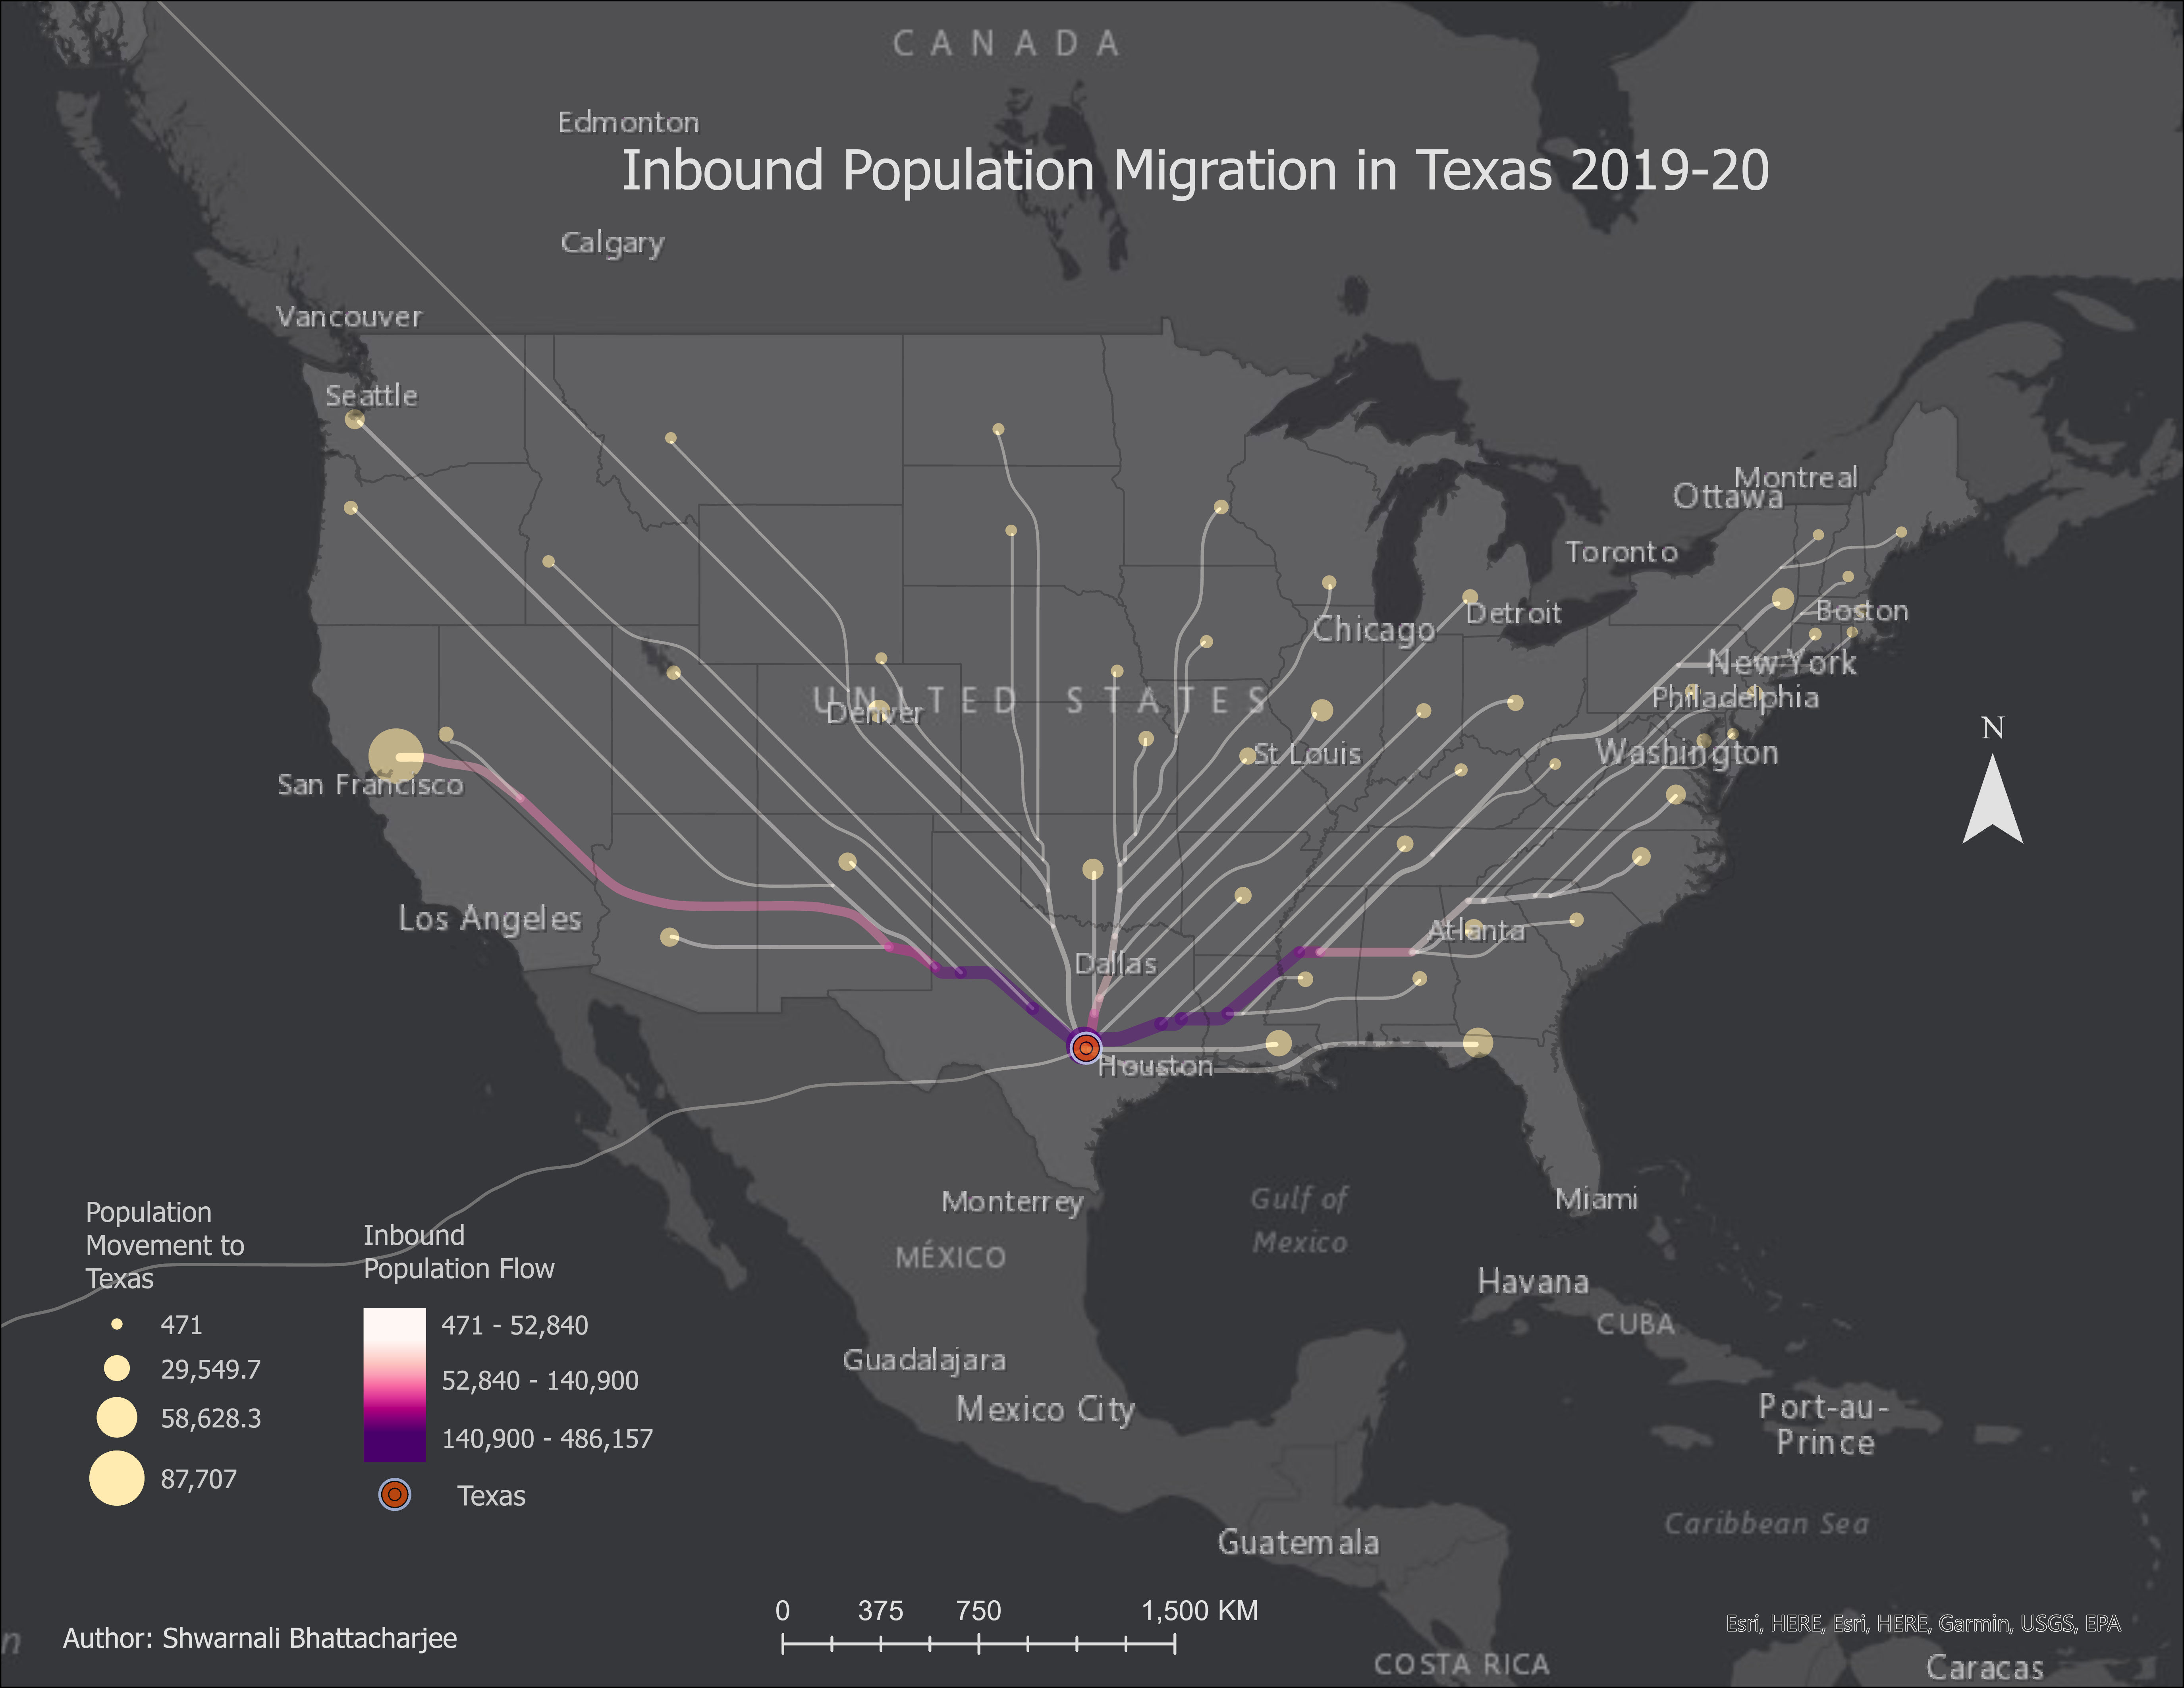 CANADA
Edmonton
Inbound Population Migration in Texas 2019-20
Calgary
Vancouver
Seattle
Montreal
Ottawa
Toronto
Boston
Detroit
Chicago
New York
Philadelphia
UNITED STATES
Denver
N
St Louis
Washington
San Francisco
Los Angeles
Atlanta
Dallas
Houston
Monterrey
Gulf of
Mexico
Miami
MÉXICO
Havana
CUBA
Guadalajara
Mexico City
Port-au-
Prince
Caribbean Sea
Guatemala
COSTA RICA
Caracas
Population
Movement to
Texas
471
29,549.7
58,628.3
87,707
Inbound
Population Flow
471 - 52,840
52,840 - 140,900
140,900 - 486,157
Texas
0 375 750 1,500 KM
n
Author: Shwarnali Bhattacharjee
Esri, HERE, Esri, HERE, Garmin, USGS, EPA